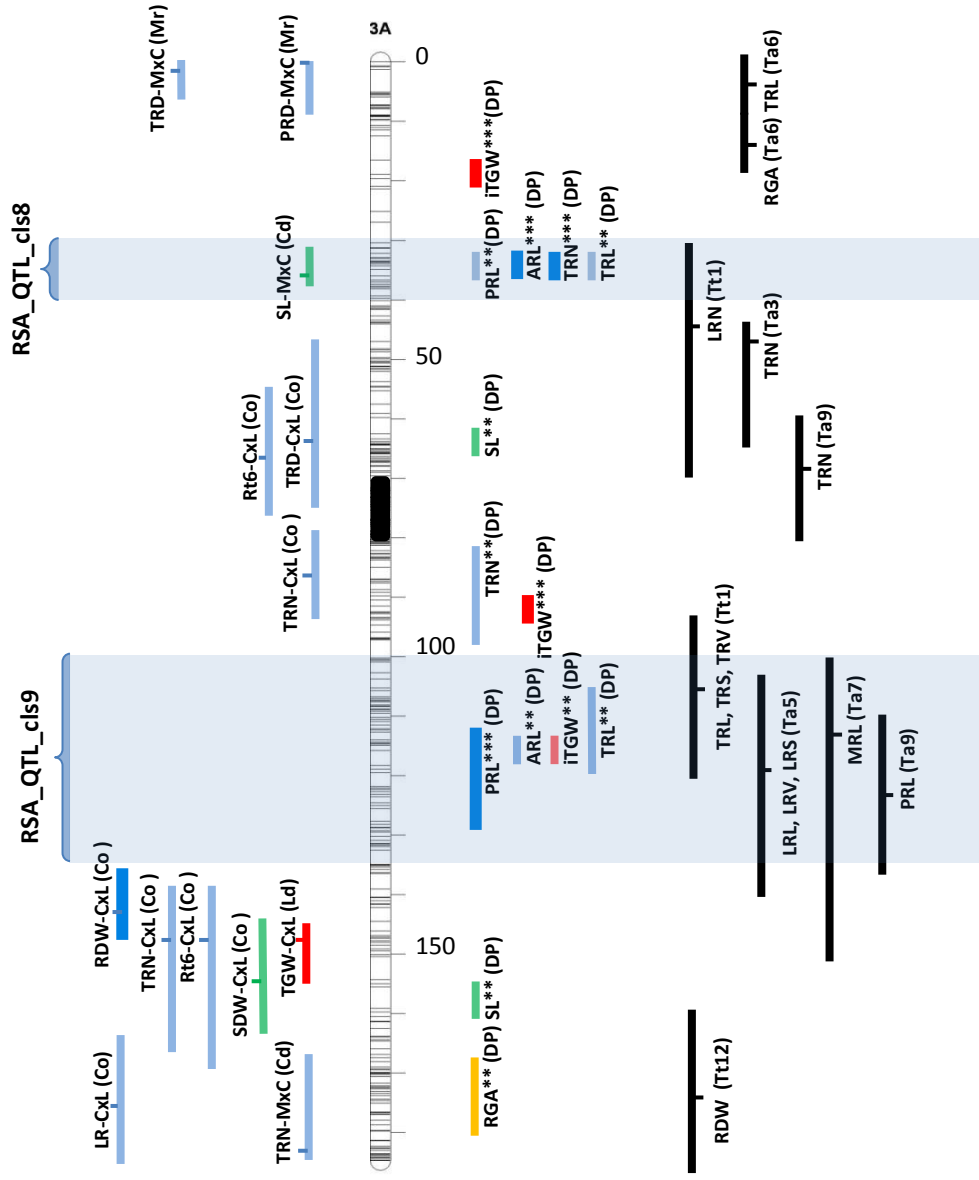 RSA_QTL_cls8
RSA_QTL_cls9
3A
TRD-MxC (Mr)
PRD-MxC (Mr)
SL-MxC (Cd)
Rt6-CxL (Co)
TRD-CxL (Co)
TRN-CxL (Co)
RDW-CxL (Co )
TRN-CxL (Co )
Rt6-CxL (Co )
SDW-CxL (Co )
TGW-CxL (Ld)
LR-CxL (Co)
TRN-MxC (Cd)
0
50
100
150
iTGW***(DP)
PRL**(DP)
ARL*** (DP)
TRN*** (DP)
TRL** (DP)
SL** (DP)
TRN**(DP)
iTGW*** (DP)
PRL*** (DP)
ARL** (DP)
iTGW** (DP)
TRL** (DP)
SL** (DP)
RGA** (DP)
RGA (Ta6) TRL (Ta6)
LRN (Tt1)
TRN (Ta3)
TRN (Ta9)
TRL, TRS, TRV (Tt1)
LRL, LRV, LRS (Ta5)
MRL (Ta7)
PRL (Ta9)
RDW (Tt12)